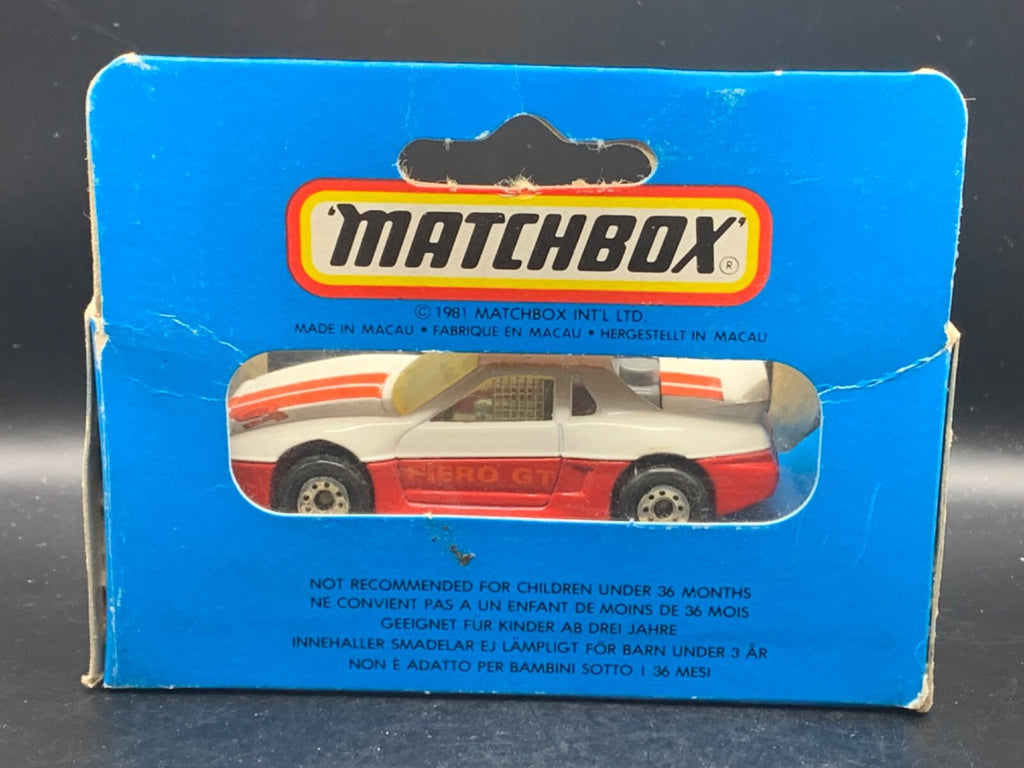 'MATCHBOX' ®
© 1981 MATCHBOX INT'L LTD.
MADE IN MACAU • FABRIQUE EN MACAU • HERGESTELLT IN MACAU
FIERO GT
NOT RECOMMENDED FOR CHILDREN UNDER 36 MONTHS
NE CONVIENT PAS A UN ENFANT DE MOINS DE 36 MOIS
GEEIGNET FÜR KINDER AB DREI JAHRE
INNEHALLER SMADELAR EJ LÄMPLIGT FÖR BARN UNDER 3 ÅR
NON È ADATTO PER BAMBINI SOTTO I 36 MESI